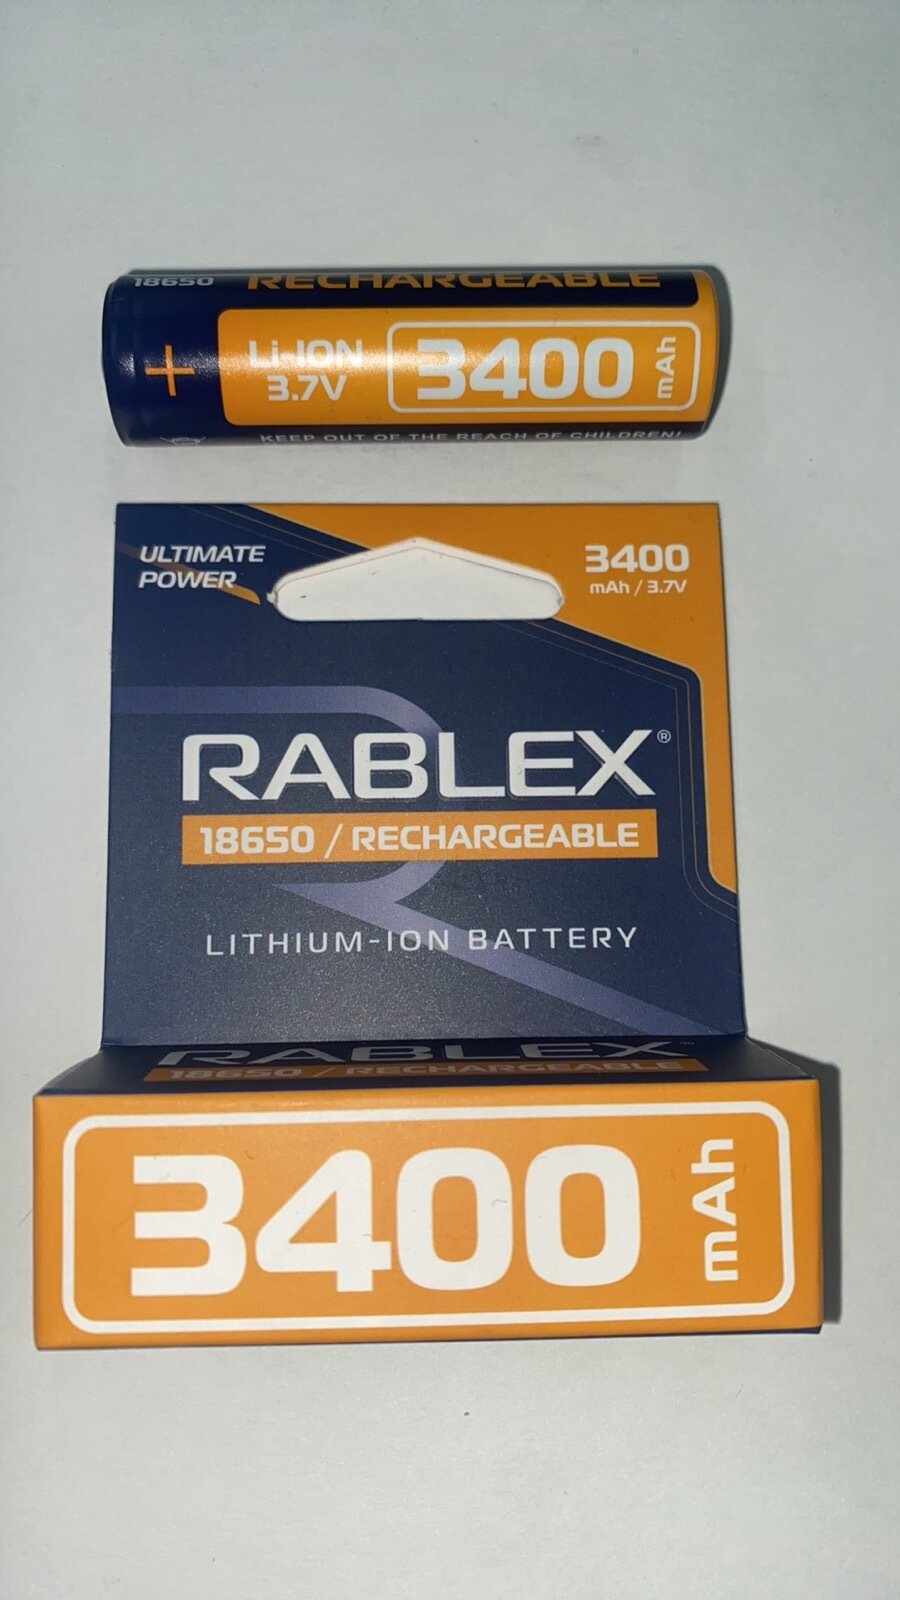 18650 RECHARGEABLE
+ Li-ION 3400 mAh
3.7V
KEEP OUT OF THE REACH OF CHILDREN!
ULTIMATE
POWER
3400
mAh / 3.7V
RABLEX®
18650 / RECHARGEABLE
LITHIUM-ION BATTERY
RABLEX
18650 / RECHARGEABLE
3400 mAh